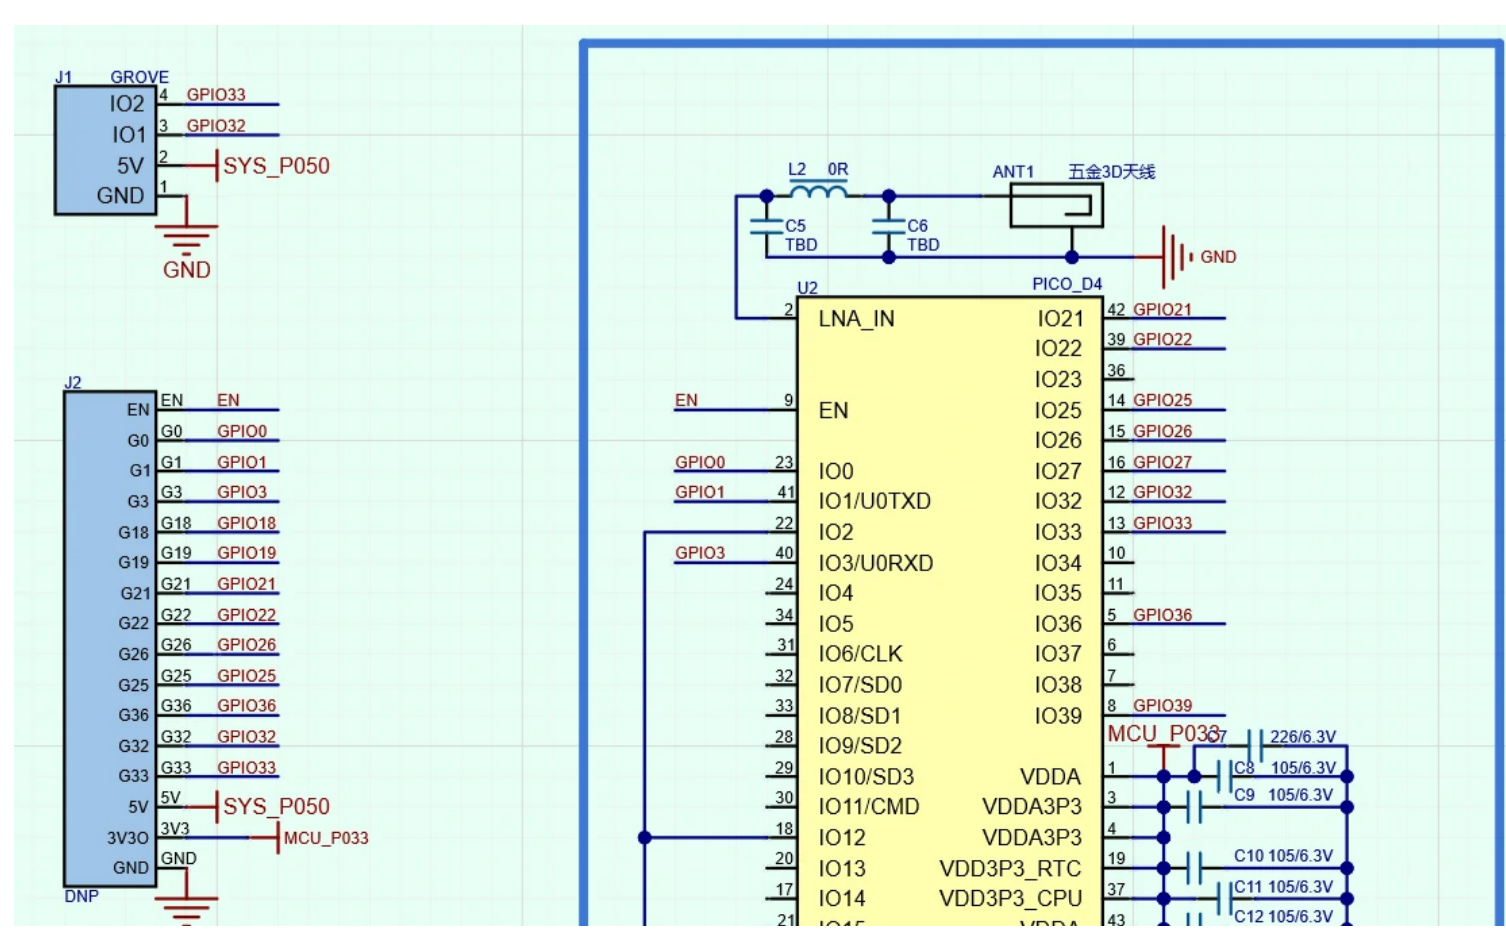 J1 GROVE
IO2 4 GPIO33
IO1 3 GPIO32
5V 2 SYS_P050
GND 1
GND
J2
EN EN EN
G0 G0 GPIO0
G1 G1 GPIO1
G3 G3 GPIO3
G18 G18 GPIO18
G19 G19 GPIO19
G21 G21 GPIO21
G22 G22 GPIO22
G26 G26 GPIO26
G25 G25 GPIO25
G36 G36 GPIO36
G32 G32 GPIO32
G33 G33 GPIO33
5V 5V SYS_P050
3V3O 3V3 MCU_P033
GND GND
DNP
L2 0R
ANT1 五金3D天线
C5
TBD
C6
TBD
GND
U2 PICO_D4
2 LNA_IN IO21 42 GPIO21
IO22 39 GPIO22
IO23 36
EN 9 EN IO25 14 GPIO25
IO26 15 GPIO26
GPIO0 23 IO0 IO27 16 GPIO27
GPIO1 41 IO1/U0TXD IO32 12 GPIO32
22 IO2 IO33 13 GPIO33
GPIO3 40 IO3/U0RXD IO34 10
24 IO4 IO35 11
34 IO5 IO36 5 GPIO36
31 IO6/CLK IO37 6
32 IO7/SD0 IO38 7
33 IO8/SD1 IO39 8 GPIO39
MCU_P033 C7 226/6.3V
28 IO9/SD2
29 IO10/SD3 VDDA 1 C8 105/6.3V
30 IO11/CMD VDDA3P3 3 C9 105/6.3V
18 IO12 VDDA3P3 4
20 IO13 VDD3P3_RTC 19 C10 105/6.3V
17 IO14 VDD3P3_CPU 37 C11 105/6.3V
21 IO15 VDDA 43 C12 105/6.3V